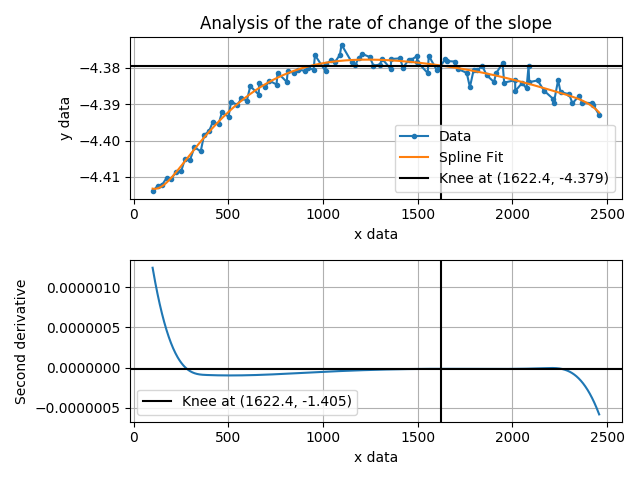 Analysis of the rate of change of the slope
−4.38
−4.39
−4.40
−4.41
y data
Data
Spline Fit
Knee at (1622.4, -4.379)
0 500 1000 1500 2000 2500
x data
0.0000010
0.0000005
0.0000000
−0.0000005
Second derivative
Knee at (1622.4, -1.405)
0 500 1000 1500 2000 2500
x data